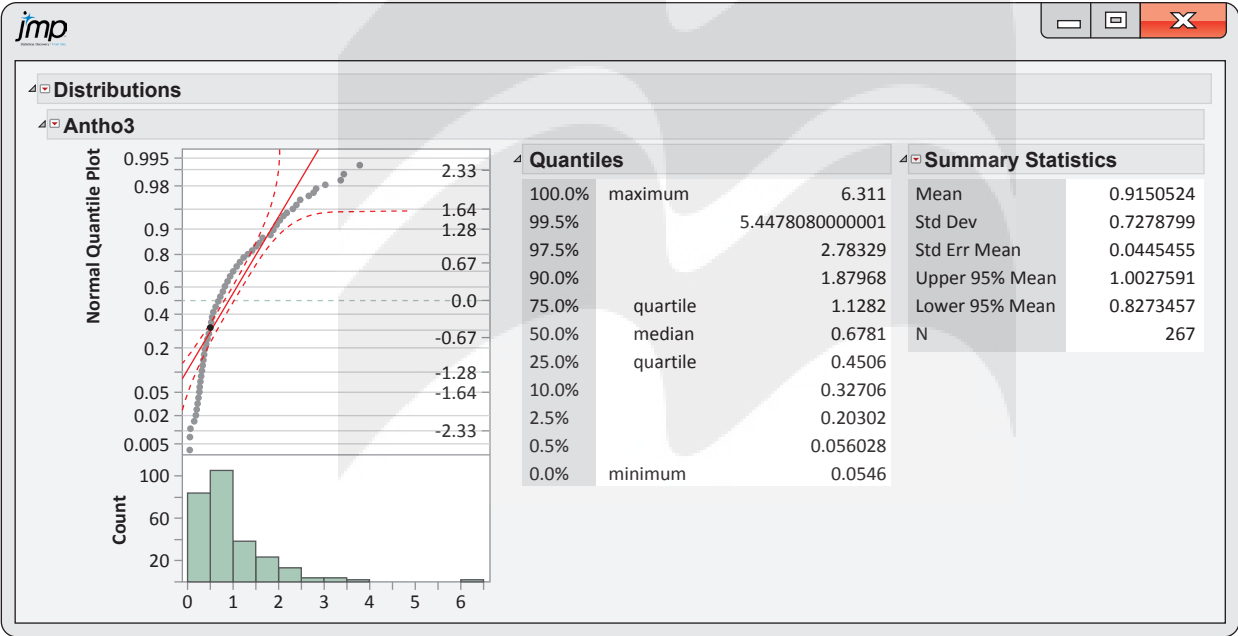 jmp
Distributions
Antho3
Normal Quantile Plot
0.995
0.98
0.9
0.8
0.6
0.4
0.2
0.05
0.02
0.005
2.33
1.64
1.28
0.67
0.0
-0.67
-1.28
-1.64
-2.33
Count
100
60
20
0 1 2 3 4 5 6
Quantiles
100.0% maximum 6.311
99.5% 5.4478080000001
97.5% 2.78329
90.0% 1.87968
75.0% quartile 1.1282
50.0% median 0.6781
25.0% quartile 0.4506
10.0% 0.32706
2.5% 0.20302
0.5% 0.056028
0.0% minimum 0.0546
Summary Statistics
Mean 0.9150524
Std Dev 0.7278799
Std Err Mean 0.0445455
Upper 95% Mean 1.0027591
Lower 95% Mean 0.8273457
N 267